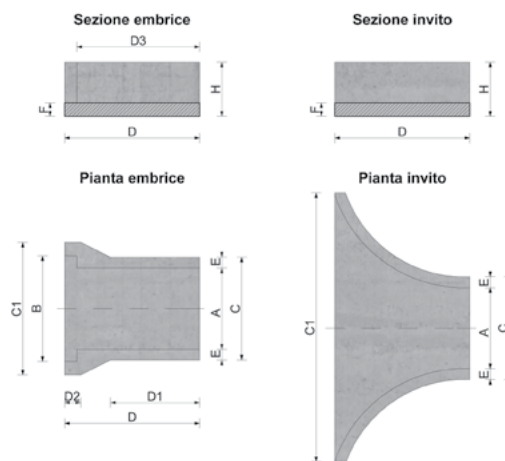 Sezione embrice
Sezione invito
D3
F
H
D
F
H
D
Pianta embrice
Pianta invito
C1
B
E
A
E
C
D2
D1
D
C1
E
A
E
C